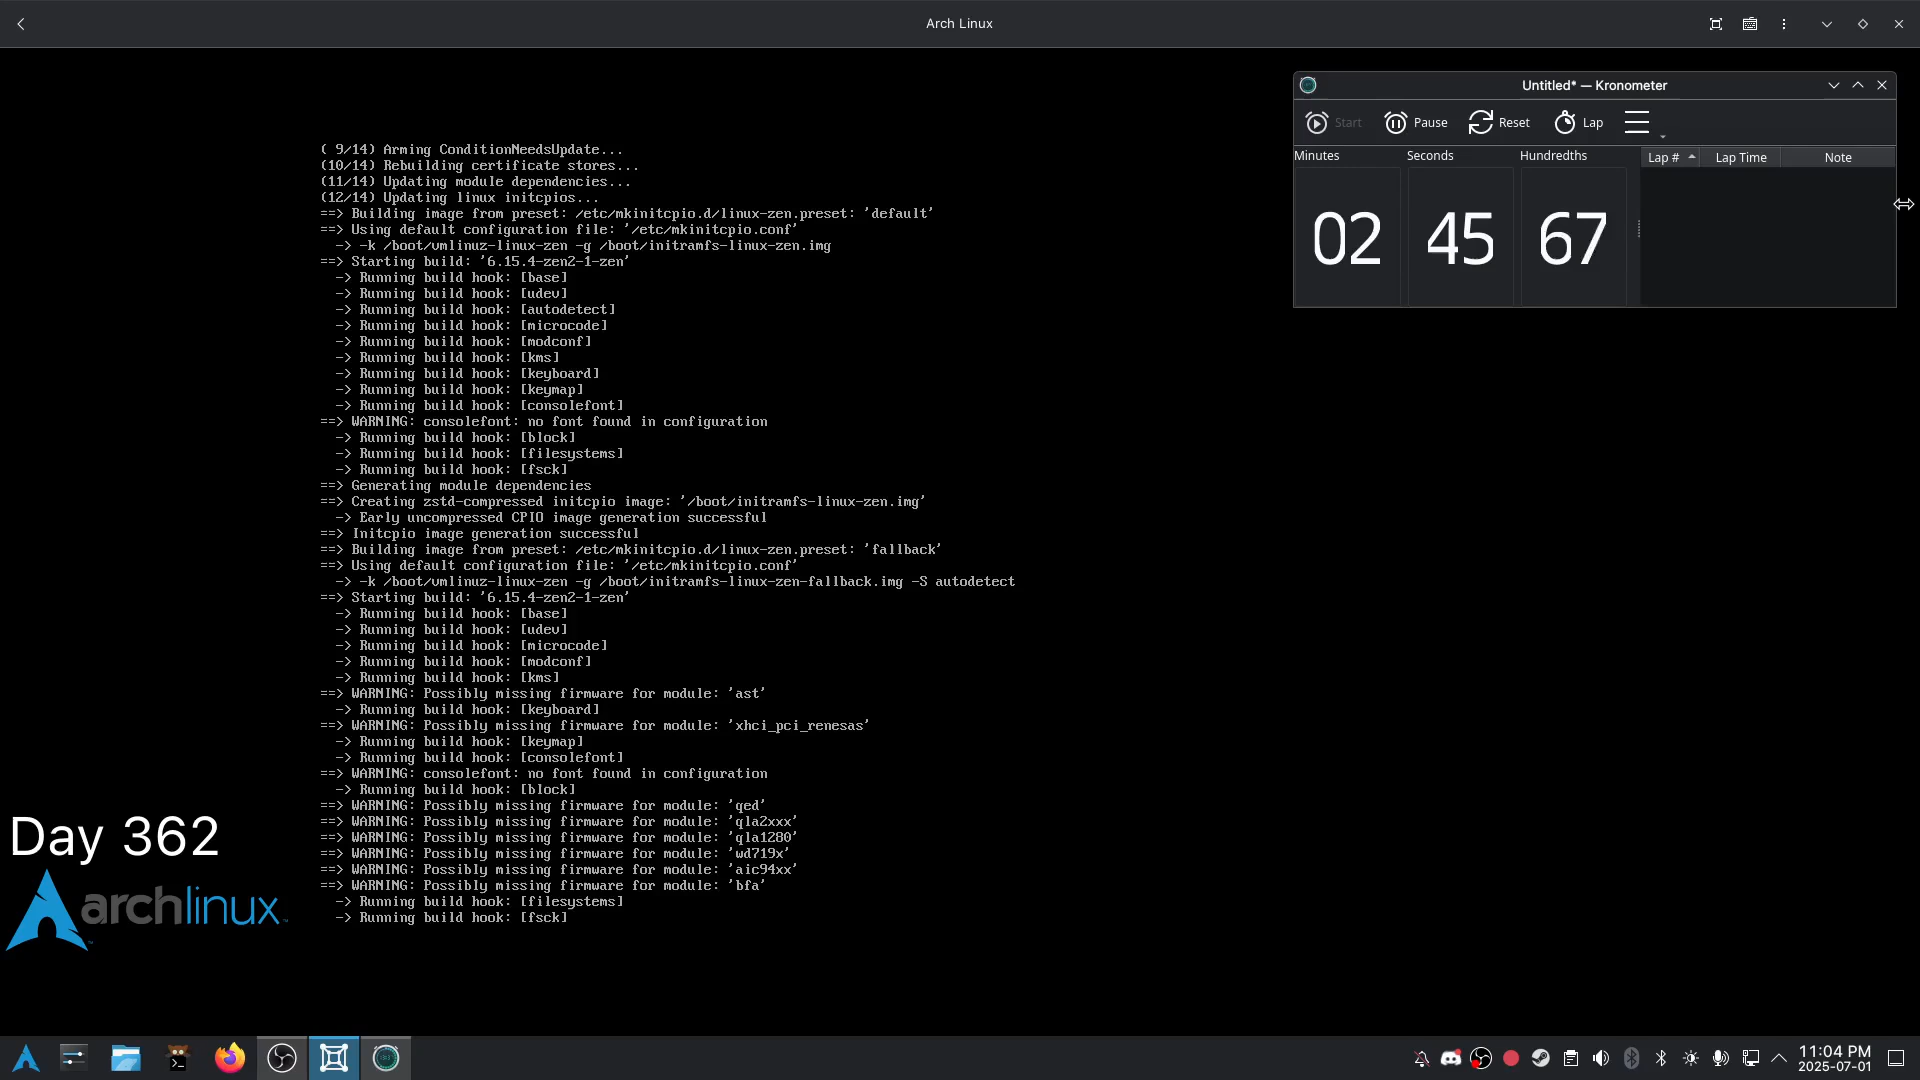 Arch Linux
( 9/14) Arming ConditionNeedsUpdate...
(10/14) Rebuilding certificate stores...
(11/14) Updating module dependencies...
(12/14) Updating linux initcpios...
==> Building image from preset: /etc/mkinitcpio.d/linux-zen.preset: 'default'
==> Using default configuration file: '/etc/mkinitcpio.conf'
-> -k /boot/vmlinuz-linux-zen -g /boot/initramfs-linux-zen.img
==> Starting build: '6.15.4-zen2-1-zen'
-> Running build hook: [base]
-> Running build hook: [udev]
-> Running build hook: [autodetect]
-> Running build hook: [microcode]
-> Running build hook: [modconf]
-> Running build hook: [kms]
-> Running build hook: [keyboard]
-> Running build hook: [keymap]
-> Running build hook: [consolefont]
==> WARNING: consolefont: no font found in configuration
-> Running build hook: [block]
-> Running build hook: [filesystems]
-> Running build hook: [fsck]
==> Generating module dependencies
==> Creating zstd-compressed initcpio image: '/boot/initramfs-linux-zen.img'
-> Early uncompressed CPIO image generation successful
==> Initcpio image generation successful
==> Building image from preset: /etc/mkinitcpio.d/linux-zen.preset: 'fallback'
==> Using default configuration file: '/etc/mkinitcpio.conf'
-> -k /boot/vmlinuz-linux-zen -g /boot/initramfs-linux-zen-fallback.img -S autodetect
==> Starting build: '6.15.4-zen2-1-zen'
-> Running build hook: [base]
-> Running build hook: [udev]
-> Running build hook: [microcode]
-> Running build hook: [modconf]
-> Running build hook: [kms]
==> WARNING: Possibly missing firmware for module: 'ast'
-> Running build hook: [keyboard]
==> WARNING: Possibly missing firmware for module: 'xhci_pci_renesas'
-> Running build hook: [keymap]
-> Running build hook: [consolefont]
==> WARNING: consolefont: no font found in configuration
-> Running build hook: [block]
==> WARNING: Possibly missing firmware for module: 'qed'
==> WARNING: Possibly missing firmware for module: 'qla2xxx'
==> WARNING: Possibly missing firmware for module: 'qla1280'
==> WARNING: Possibly missing firmware for module: 'wd719x'
==> WARNING: Possibly missing firmware for module: 'aic94xx'
==> WARNING: Possibly missing firmware for module: 'bfa'
-> Running build hook: [filesystems]
-> Running build hook: [fsck]
Untitled* — Kronometer
Start Pause Reset Lap
Minutes Seconds Hundredths Lap # Lap Time Note
02 45 67
Day 362
archlinux
11:04 PM
2025-07-01